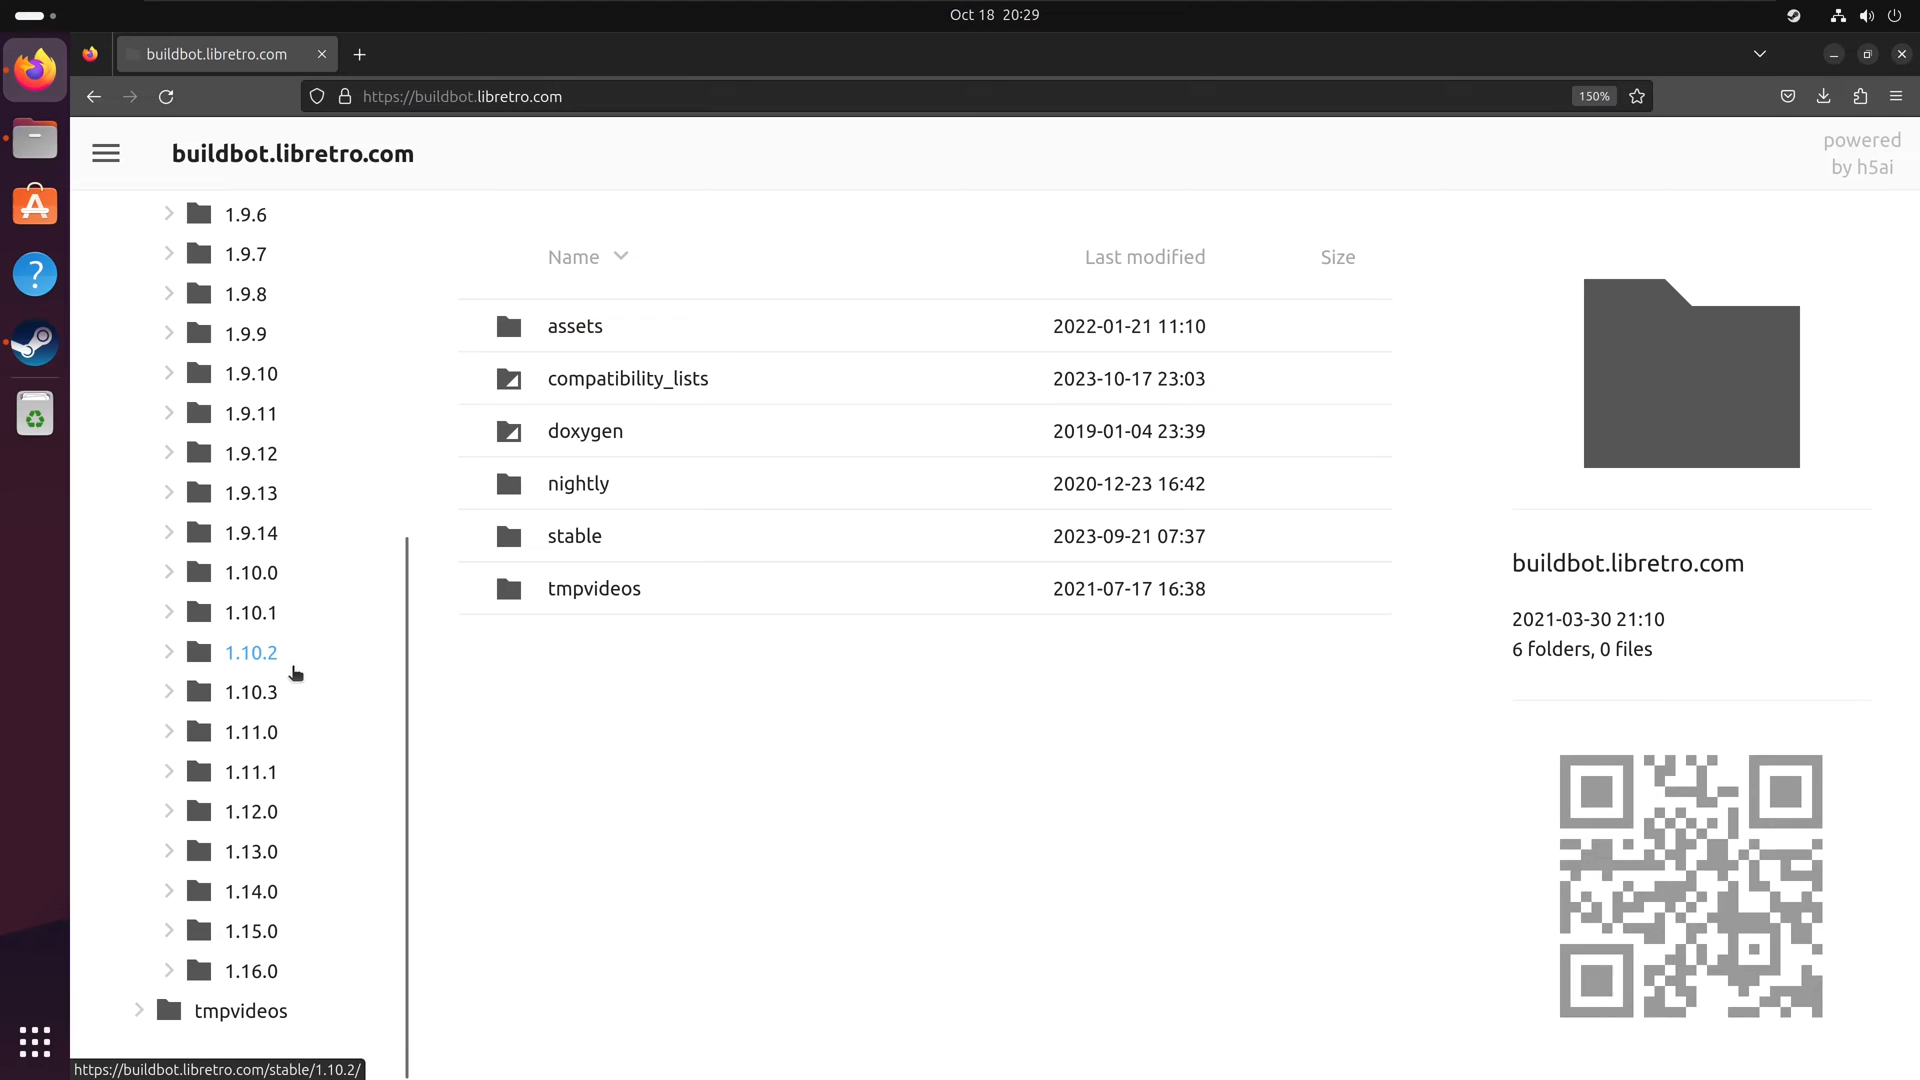 Oct 18 20:29
buildbot.libretro.com
https://buildbot.libretro.com
150%
buildbot.libretro.com
powered
by h5ai
1.9.6
1.9.7
1.9.8
1.9.9
1.9.10
1.9.11
1.9.12
1.9.13
1.9.14
1.10.0
1.10.1
1.10.2
1.10.3
1.11.0
1.11.1
1.12.0
1.13.0
1.14.0
1.15.0
1.16.0
tmpvideos
Name Last modified Size
assets 2022-01-21 11:10
compatibility_lists 2023-10-17 23:03
doxygen 2019-01-04 23:39
nightly 2020-12-23 16:42
stable 2023-09-21 07:37
tmpvideos 2021-07-17 16:38
buildbot.libretro.com
2021-03-30 21:10
6 folders, 0 files
https://buildbot.libretro.com/stable/1.10.2/